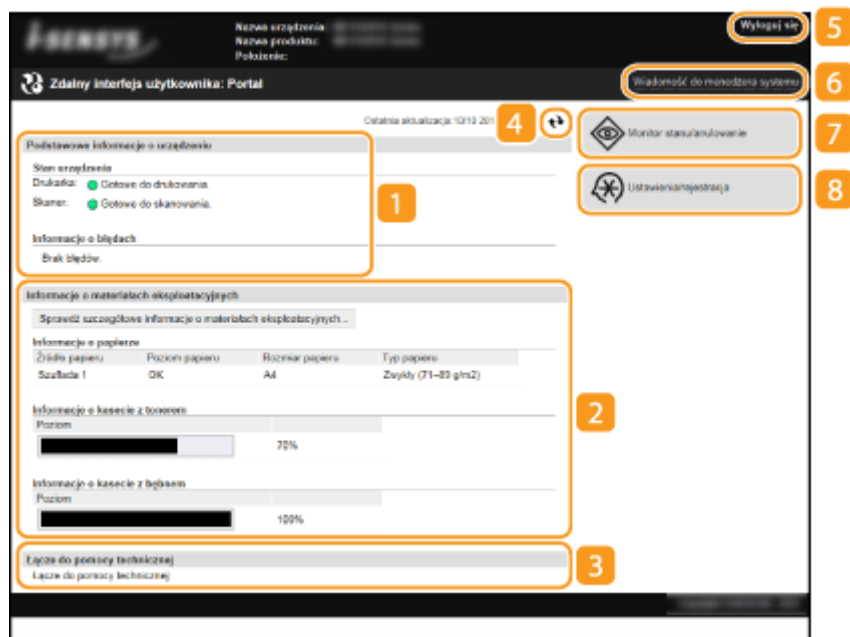 i-SENSYS
Nazwa urządzenia:
Nazwa produktu:
Położenie:
Wyloguj się
5
Zdalny interfejs użytkownika: Portal
Wiadomość do menedżera systemu
6
Ostatnia aktualizacja: 10/10 201
4
Monitor stanu/anulowanie
7
Podstawowe informacje o urządzeniu
Stan urządzenia
Drukarka: Gotowe do drukowania.
Skaner: Gotowe do skanowania.
1
Ustawienia/rejestracja
8
Informacje o błędach
Brak błędów.
Informacje o materiałach eksploatacyjnych
Sprawdź szczegółowe informacje o materiałach eksploatacyjnych...
Informacje o papierze
Źródło papieru Poziom papieru Rozmiar papieru Typ papieru
Szuflada 1 OK A4 Zwykły (71–89 g/m2)
2
Informacje o kasecie z tonerem
Poziom
70%
Informacje o kasecie z bębnem
Poziom
100%
Łącze do pomocy technicznej
Łącze do pomocy technicznej
3